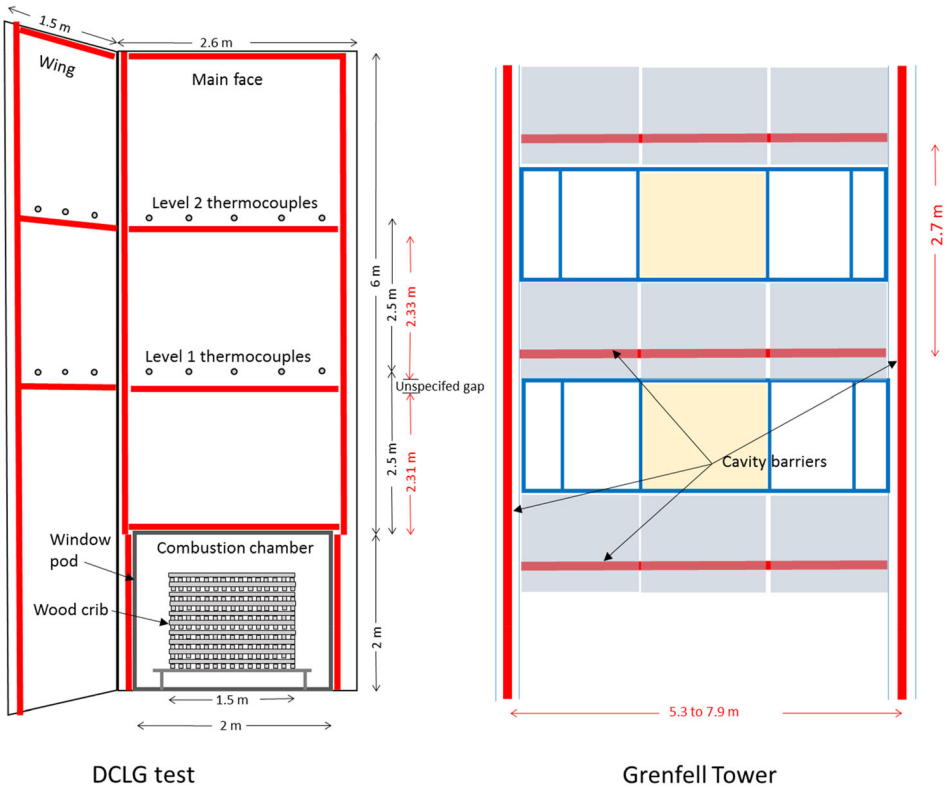 1.5 m
2.6 m
Wing
Main face
Level 2 thermocouples
6 m
2.5 m
2.33 m
Level 1 thermocouples
Unspecifed gap
2.5 m
2.31 m
Window
pod
Combustion chamber
Wood crib
2 m
1.5 m
2 m
DCLG test
2.7 m
Cavity barriers
5.3 to 7.9 m
Grenfell Tower